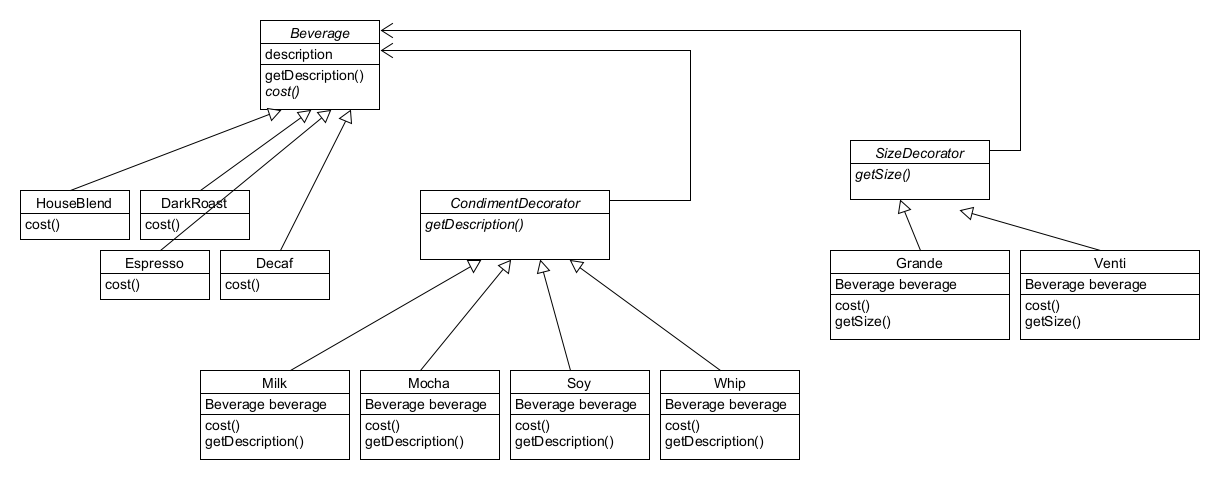 Beverage
description
getDescription()
cost()
SizeDecorator
getSize()
HouseBlend
cost()
DarkRoast
cost()
CondimentDecorator
getDescription()
Espresso
cost()
Decaf
cost()
Grande
Beverage beverage
cost()
getSize()
Venti
Beverage beverage
cost()
getSize()
Milk
Beverage beverage
cost()
getDescription()
Mocha
Beverage beverage
cost()
getDescription()
Soy
Beverage beverage
cost()
getDescription()
Whip
Beverage beverage
cost()
getDescription()